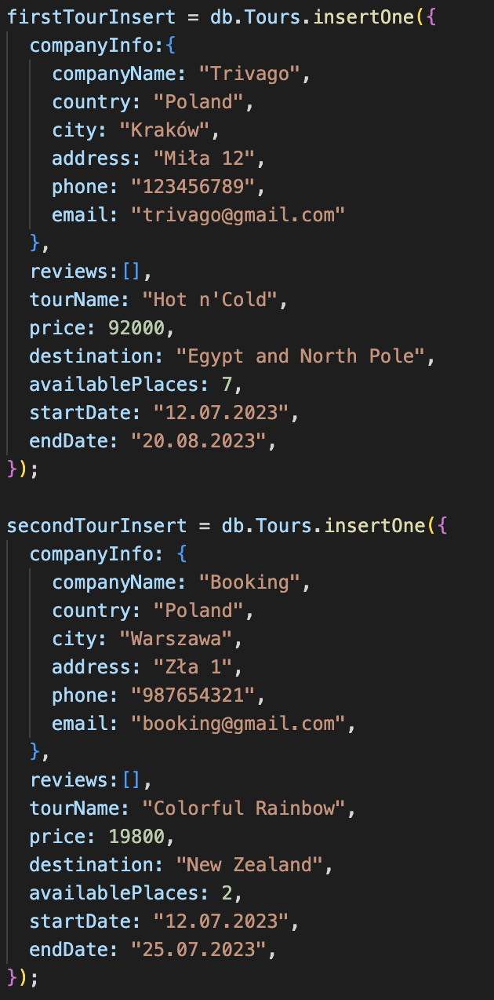 firstTourInsert = db.Tours.insertOne({
  companyInfo:{
    companyName: "Trivago",
    country: "Poland",
    city: "Kraków",
    address: "Miła 12",
    phone: "123456789",
    email: "trivago@gmail.com"
  },
  reviews:[],
  tourName: "Hot n'Cold",
  price: 92000,
  destination: "Egypt and North Pole",
  availablePlaces: 7,
  startDate: "12.07.2023",
  endDate: "20.08.2023",
});

secondTourInsert = db.Tours.insertOne({
  companyInfo: {
    companyName: "Booking",
    country: "Poland",
    city: "Warszawa",
    address: "Zła 1",
    phone: "987654321",
    email: "booking@gmail.com",
  },
  reviews:[],
  tourName: "Colorful Rainbow",
  price: 19800,
  destination: "New Zealand",
  availablePlaces: 2,
  startDate: "12.07.2023",
  endDate: "25.07.2023",
});